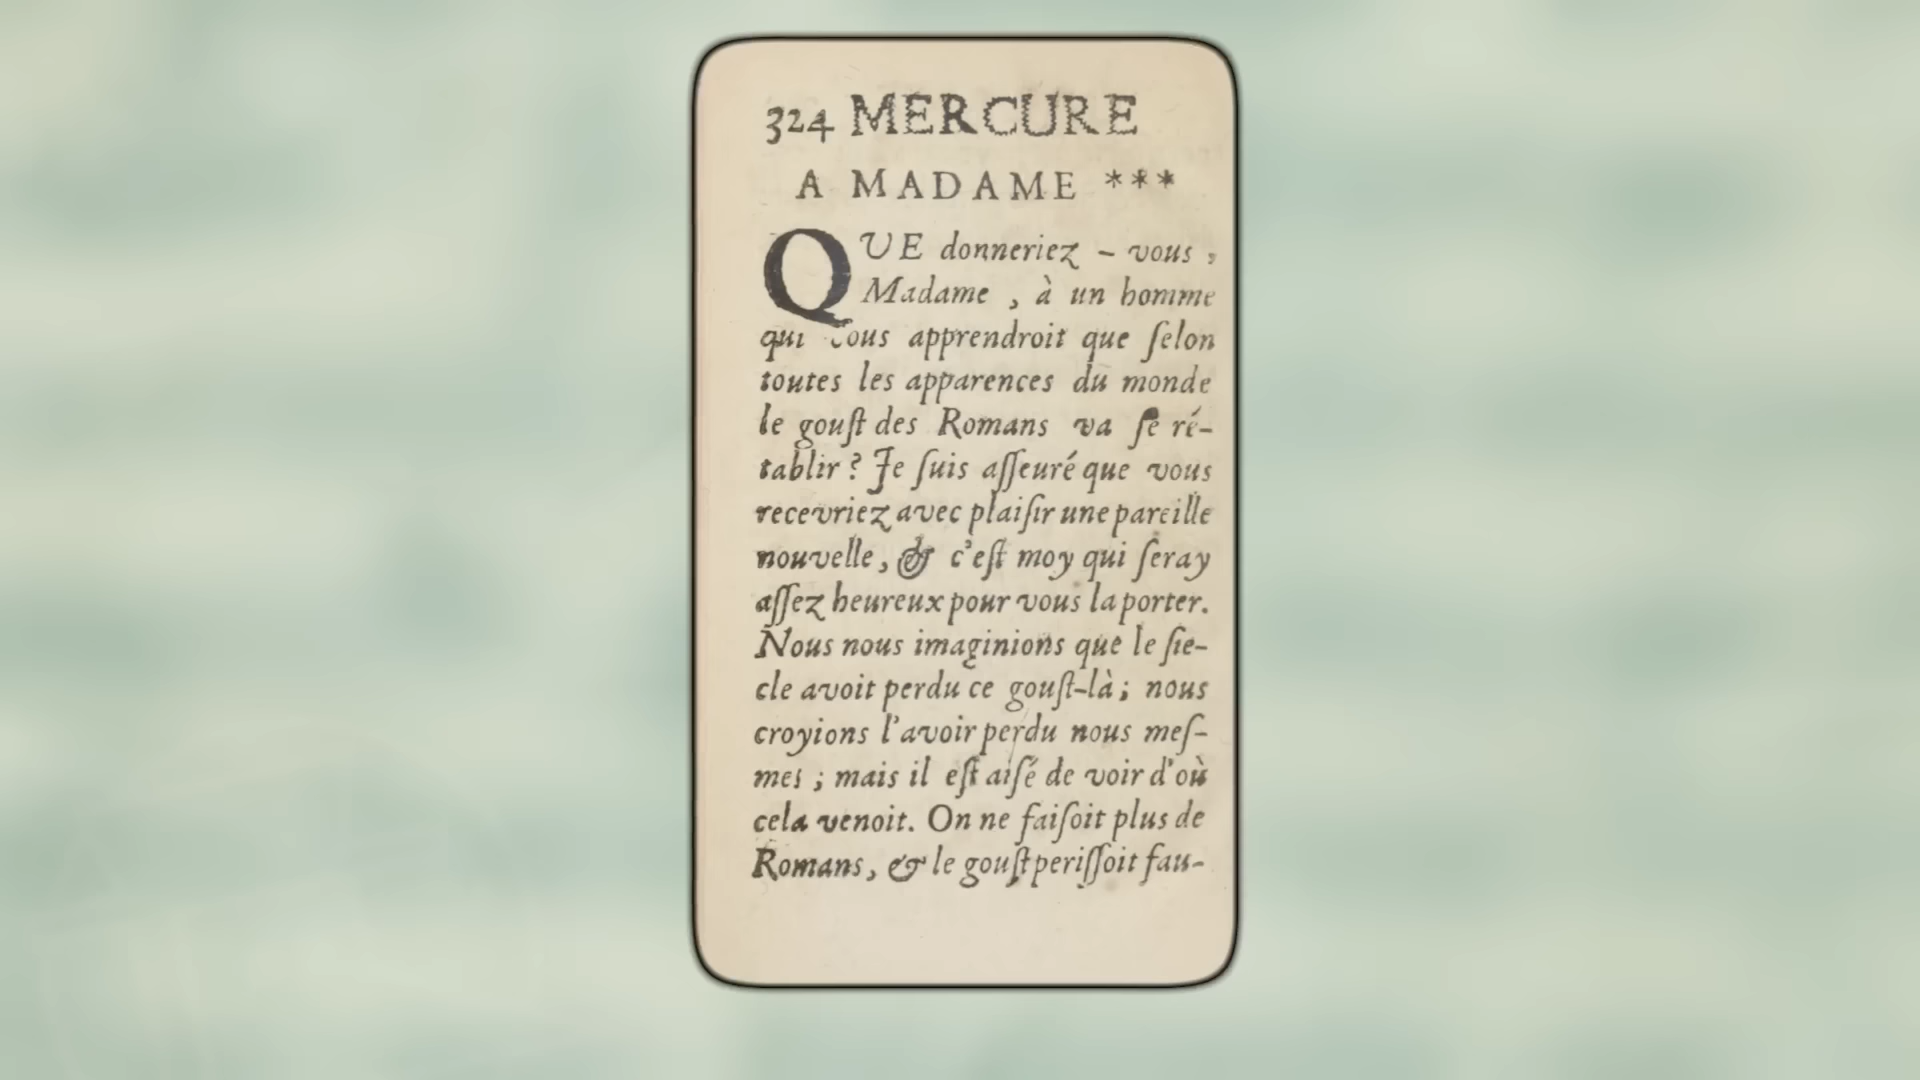 324 MERCURE
A MADAME ***
QUE donneriez - vous,
Madame, à un homme
qui vous apprendroit que ſelon
toutes les apparences du monde
le gouſt des Romans va ſe ré-
tablir? Je ſuis aſſeuré que vous
recevriez avec plaiſir une pareille
nouvelle, & c'eſt moy qui ſeray
aſſez heureux pour vous la porter.
Nous nous imaginions que le ſie-
cle avoit perdu ce gouſt-là; nous
croyions l'avoir perdu nous meſ-
mes; mais il eſt aiſé de voir d'où
cela venoit. On ne faiſoit plus de
Romans, & le gouſt periſſoit fau-